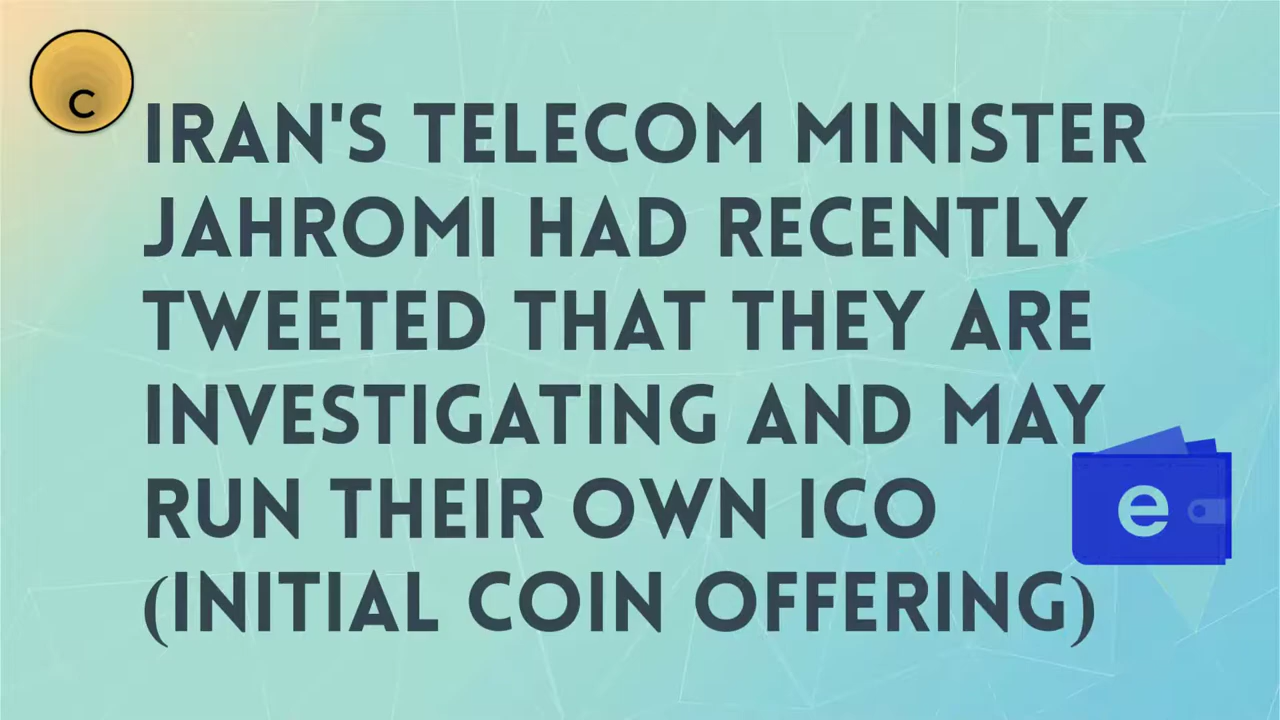 C
IRAN'S TELECOM MINISTER
JAHROMI HAD RECENTLY
TWEETED THAT THEY ARE
INVESTIGATING AND MAY
RUN THEIR OWN ICO
e
(INITIAL COIN OFFERING)